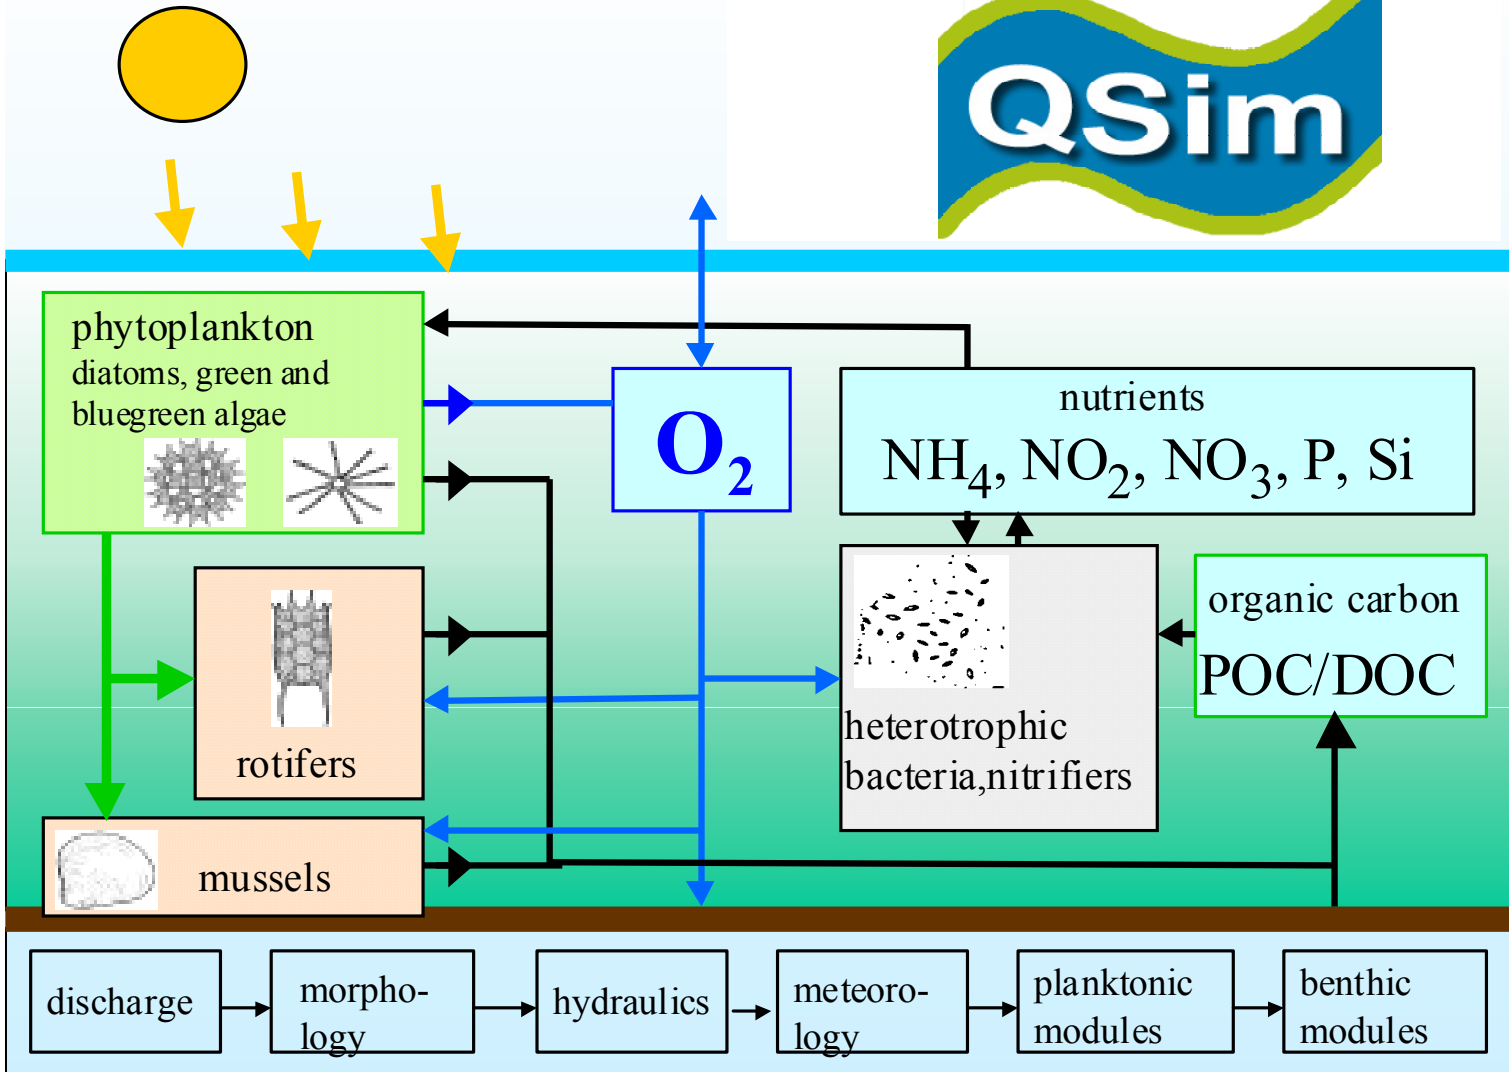 QSim
phytoplankton
diatoms, green and
bluegreen algae
O₂
nutrients
NH₄, NO₂, NO₃, P, Si
organic carbon
POC/DOC
heterotrophic
bacteria,nitrifiers
rotifers
mussels
discharge
morpho-
logy
hydraulics
meteoro-
logy
planktonic
modules
benthic
modules